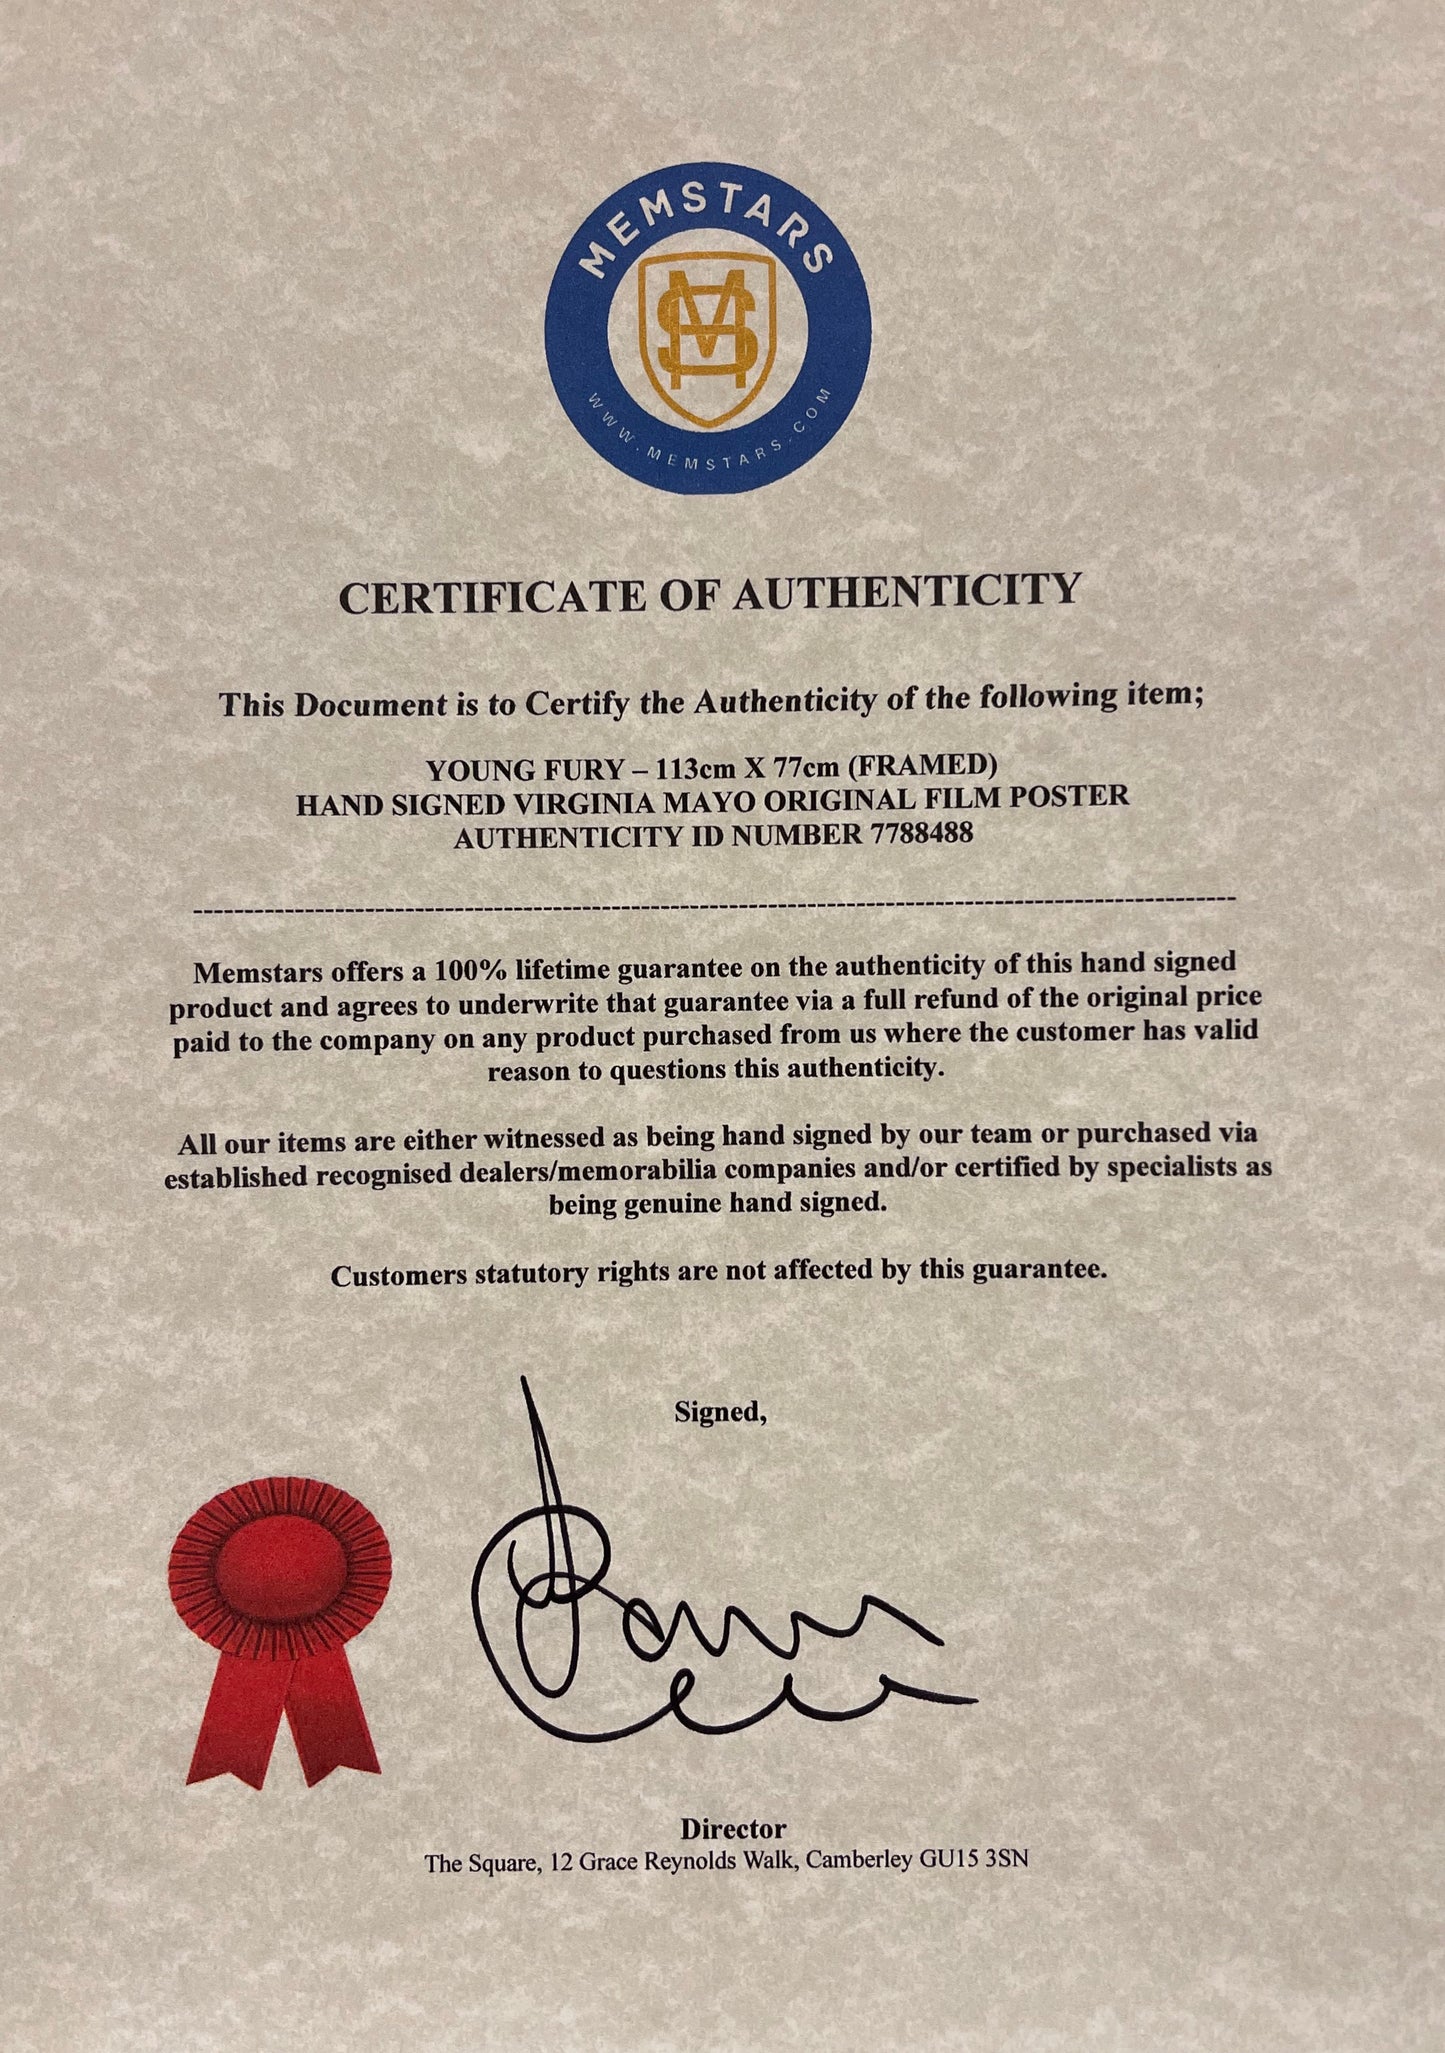 MEMSTARS
MS
WWW.MEMSTARS.COM
CERTIFICATE OF AUTHENTICITY
This Document is to Certify the Authenticity of the following item;
YOUNG FURY – 113cm X 77cm (FRAMED)
HAND SIGNED VIRGINIA MAYO ORIGINAL FILM POSTER
AUTHENTICITY ID NUMBER 7788488
Memstars offers a 100% lifetime guarantee on the authenticity of this hand signed
product and agrees to underwrite that guarantee via a full refund of the original price
paid to the company on any product purchased from us where the customer has valid
reason to questions this authenticity.
All our items are either witnessed as being hand signed by our team or purchased via
established recognised dealers/memorabilia companies and/or certified by specialists as
being genuine hand signed.
Customers statutory rights are not affected by this guarantee.
Signed,
Director
The Square, 12 Grace Reynolds Walk, Camberley GU15 3SN